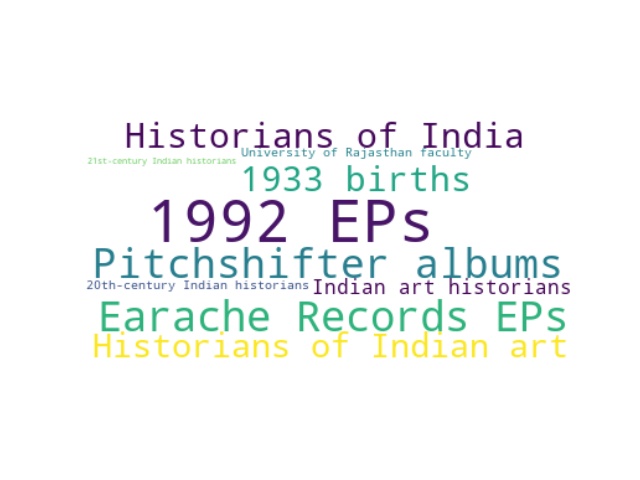 Historians of India
University of Rajasthan faculty
21st-century Indian historians
1933 births
1992 EPs
Pitchshifter albums
20th-century Indian historians
Indian art historians
Earache Records EPs
Historians of Indian art